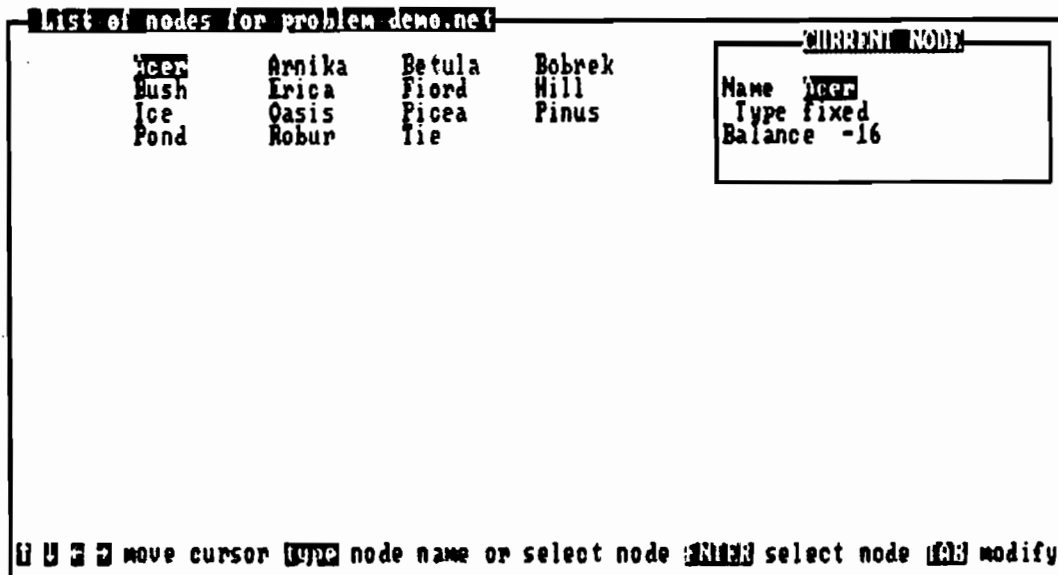 List of nodes for problem demo.net
Acer Arnika Betula Bobrek
Bush Erica Fiord Hill
Ice Oasis Picea Pinus
Pond Robur Tie
CURRENT NODE
Name Acer
Type fixed
Balance -16
↑ ↓ ← → move cursor type node name or select node ENTER select node TAB modify